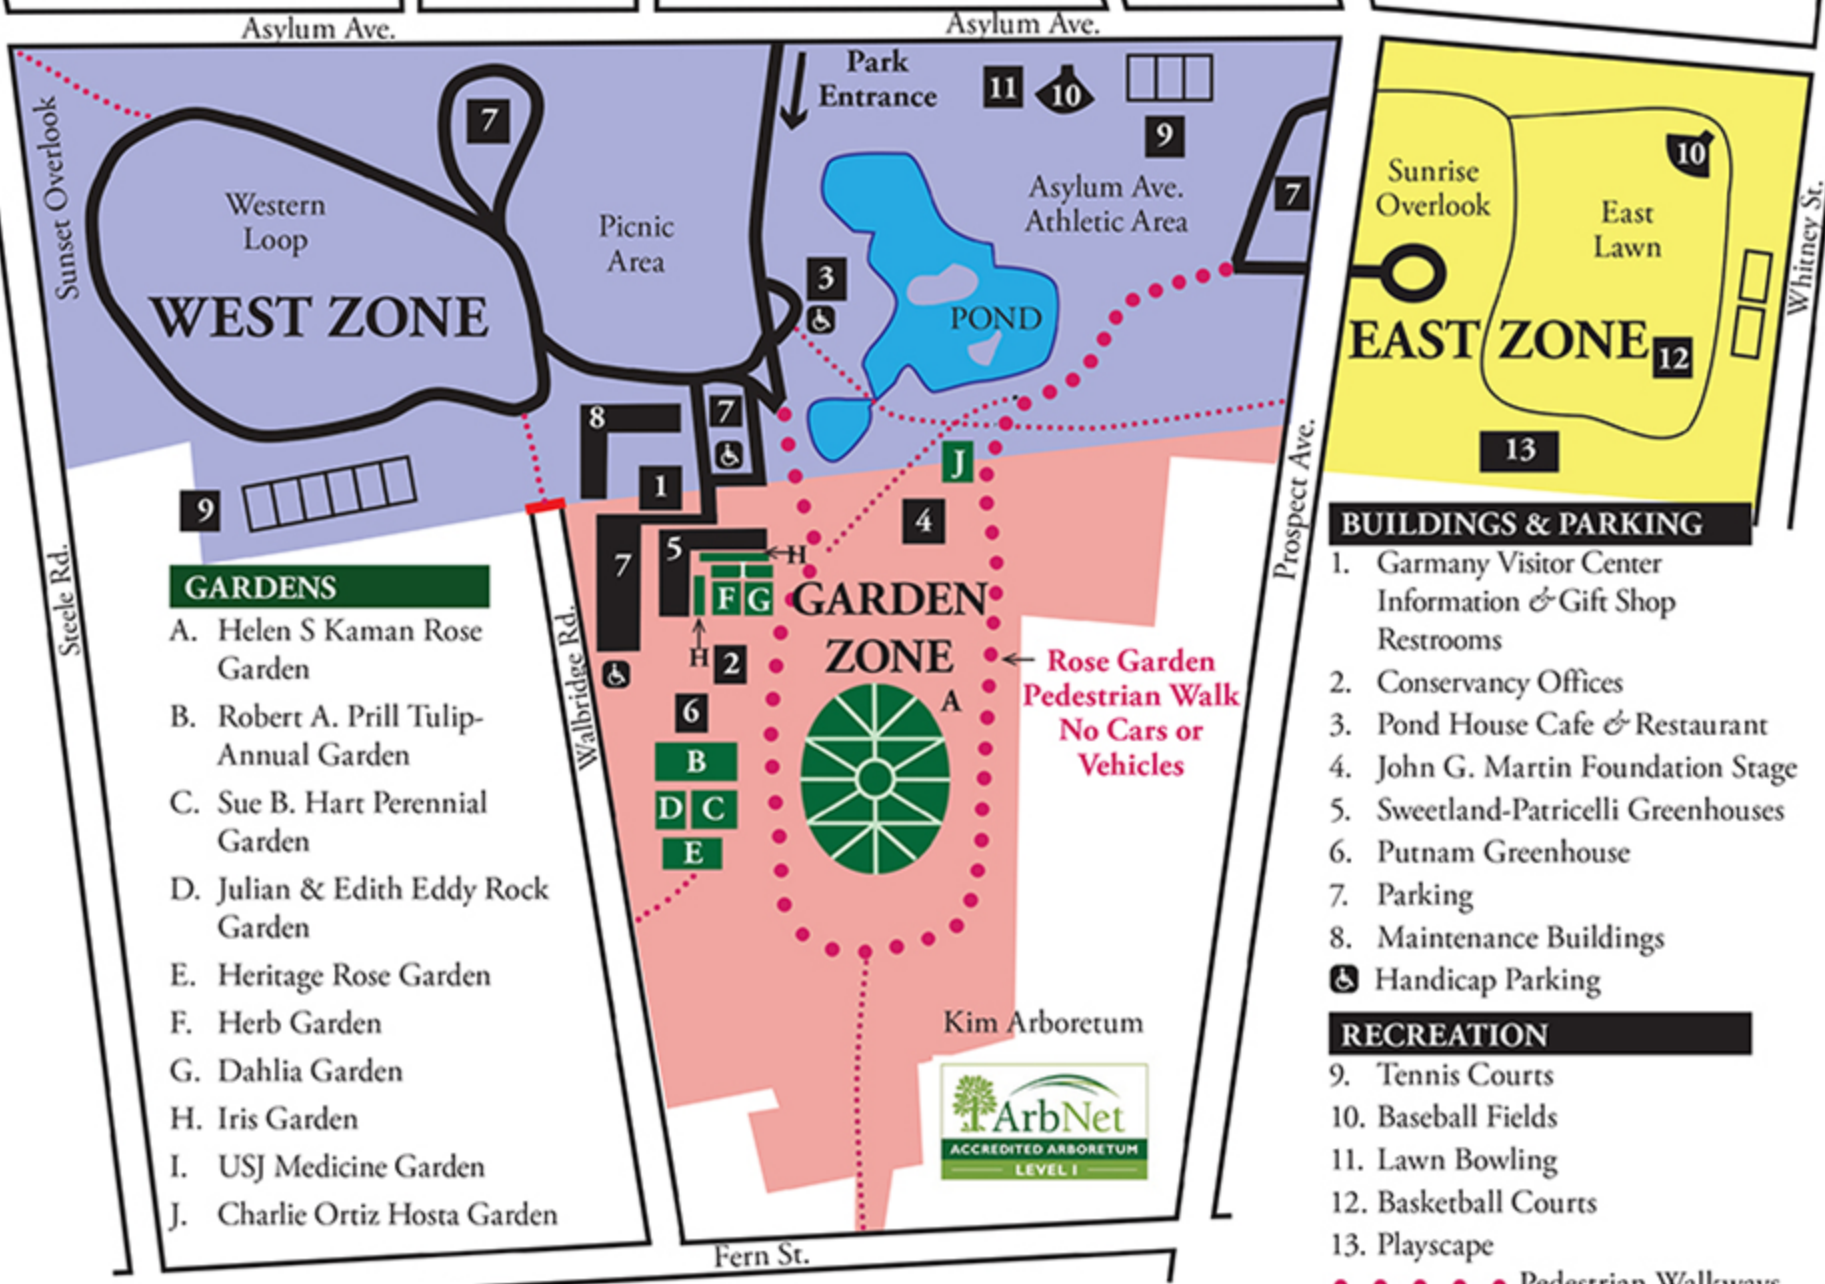 Asylum Ave.
Asylum Ave.
Park
Entrance
11
10
9
7
Sunset Overlook
Western
Loop
Picnic
Area
Asylum Ave.
Athletic Area
7
Sunrise
Overlook
10
East
Lawn
Whitney St.
WEST ZONE
3
POND
EAST ZONE
12
8
7
13
1
J
9
4
Prospect Ave.
Steele Rd.
Walbridge Rd.
7
5
H
F
G
H
2
GARDEN
ZONE
A
6
B
D
C
E
Rose Garden
Pedestrian Walk
No Cars or
Vehicles
Kim Arboretum
ArbNet
ACCREDITED ARBORETUM
LEVEL I
Fern St.
GARDENS
A. Helen S Kaman Rose
Garden
B. Robert A. Prill Tulip-
Annual Garden
C. Sue B. Hart Perennial
Garden
D. Julian & Edith Eddy Rock
Garden
E. Heritage Rose Garden
F. Herb Garden
G. Dahlia Garden
H. Iris Garden
I. USJ Medicine Garden
J. Charlie Ortiz Hosta Garden
BUILDINGS & PARKING
1. Garmany Visitor Center
Information & Gift Shop
Restrooms
2. Conservancy Offices
3. Pond House Cafe & Restaurant
4. John G. Martin Foundation Stage
5. Sweetland-Patricelli Greenhouses
6. Putnam Greenhouse
7. Parking
8. Maintenance Buildings
Handicap Parking
RECREATION
9. Tennis Courts
10. Baseball Fields
11. Lawn Bowling
12. Basketball Courts
13. Playscape
Pedestrian Walkways